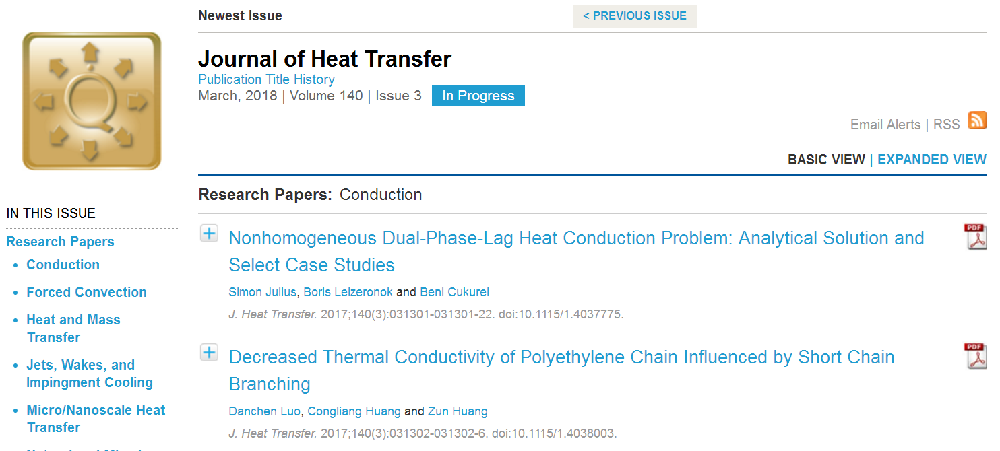 Newest Issue
< PREVIOUS ISSUE
Journal of Heat Transfer
Publication Title History
March, 2018 | Volume 140 | Issue 3 In Progress
Email Alerts | RSS
BASIC VIEW | EXPANDED VIEW
IN THIS ISSUE
Research Papers
• Conduction
• Forced Convection
• Heat and Mass
Transfer
• Jets, Wakes, and
Impingment Cooling
• Micro/Nanoscale Heat
Transfer
Research Papers: Conduction
Nonhomogeneous Dual-Phase-Lag Heat Conduction Problem: Analytical Solution and
Select Case Studies
PDF
Simon Julius, Boris Leizeronok and Beni Cukurel
J. Heat Transfer. 2017;140(3):031301-031301-22. doi:10.1115/1.4037775.
Decreased Thermal Conductivity of Polyethylene Chain Influenced by Short Chain
Branching
PDF
Danchen Luo, Congliang Huang and Zun Huang
J. Heat Transfer. 2017;140(3):031302-031302-6. doi:10.1115/1.4038003.